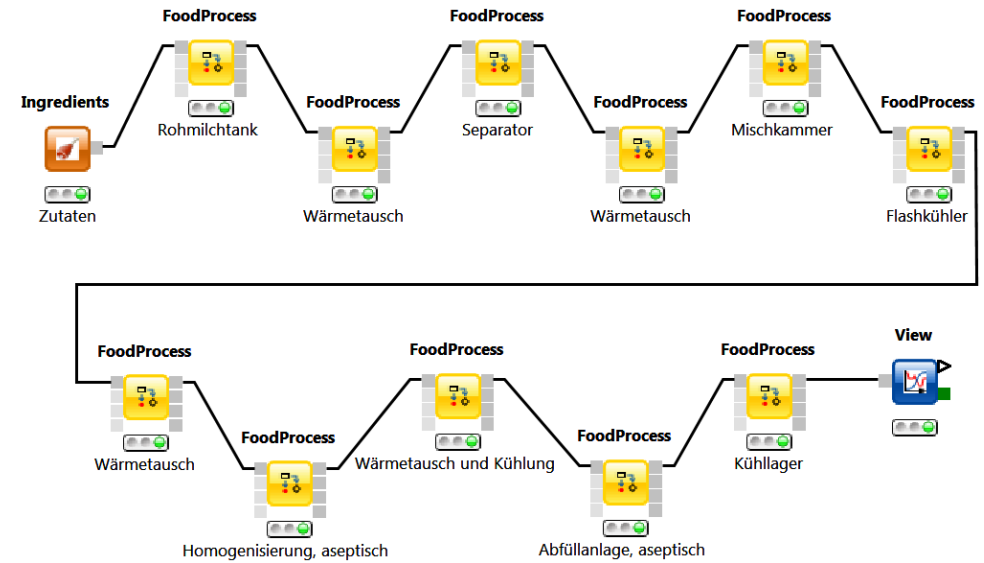 FoodProcess
FoodProcess
FoodProcess
Ingredients
FoodProcess
FoodProcess
FoodProcess
Rohmilchtank
Separator
Mischkammer
Zutaten
Wärmetausch
Wärmetausch
Flashkühler
View
FoodProcess
FoodProcess
FoodProcess
FoodProcess
FoodProcess
Wärmetausch
Wärmetausch und Kühlung
Kühllager
Homogenisierung, aseptisch
Abfüllanlage, aseptisch